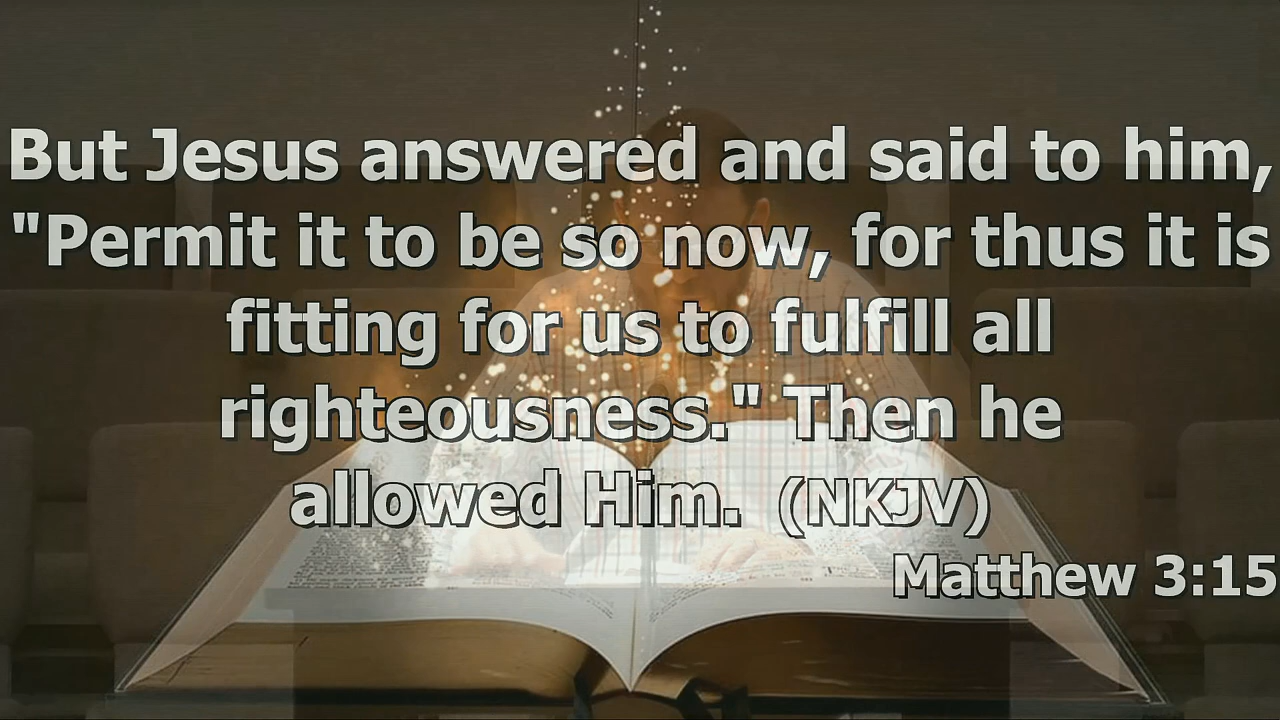 But Jesus answered and said to him,
"Permit it to be so now, for thus it is
fitting for us to fulfill all
righteousness." Then he
allowed Him. (NKJV)
Matthew 3:15